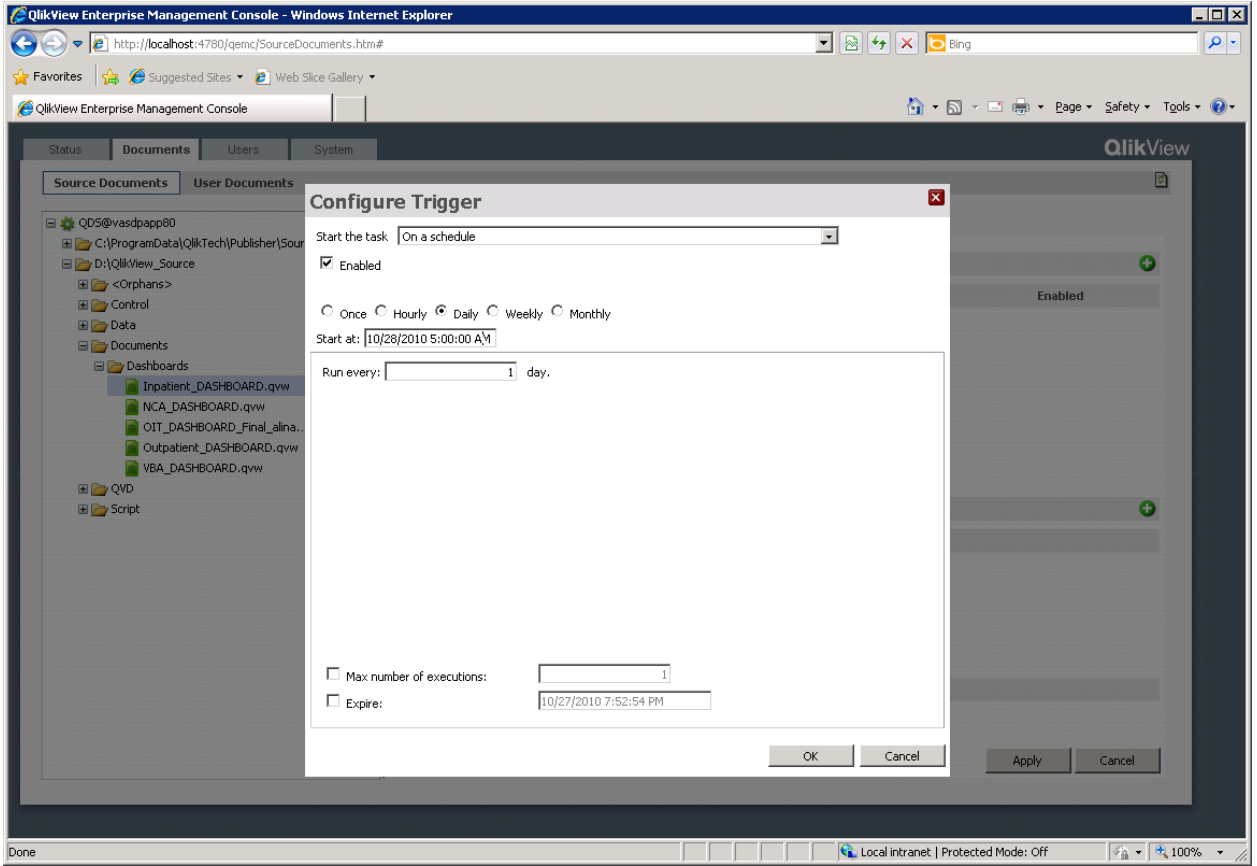 QlikView Enterprise Management Console - Windows Internet Explorer
http://localhost:4780/qemc/SourceDocuments.htm# Bing
Favorites Suggested Sites Web Slice Gallery
QlikView Enterprise Management Console Page Safety Tools
Status Documents Users System QlikView
Source Documents User Documents
Configure Trigger
QDS@vasdpapp80
Start the task On a schedule
C:\ProgramData\QlikTech\Publisher\Sour
D:\QlikView_Source
Enabled
<Orphans>
Enabled
Control
Once Hourly Daily Weekly Monthly
Data
Start at: 10/28/2010 5:00:00 AM
Documents
Dashboards
Run every: 1 day.
Inpatient_DASHBOARD.qvw
NCA_DASHBOARD.qvw
OIT_DASHBOARD_Final_alina...
Outpatient_DASHBOARD.qvw
VBA_DASHBOARD.qvw
QVD
Script
Max number of executions: 1
Expire: 10/27/2010 7:52:54 PM
OK Cancel
Apply Cancel
Done Local intranet | Protected Mode: Off 100%